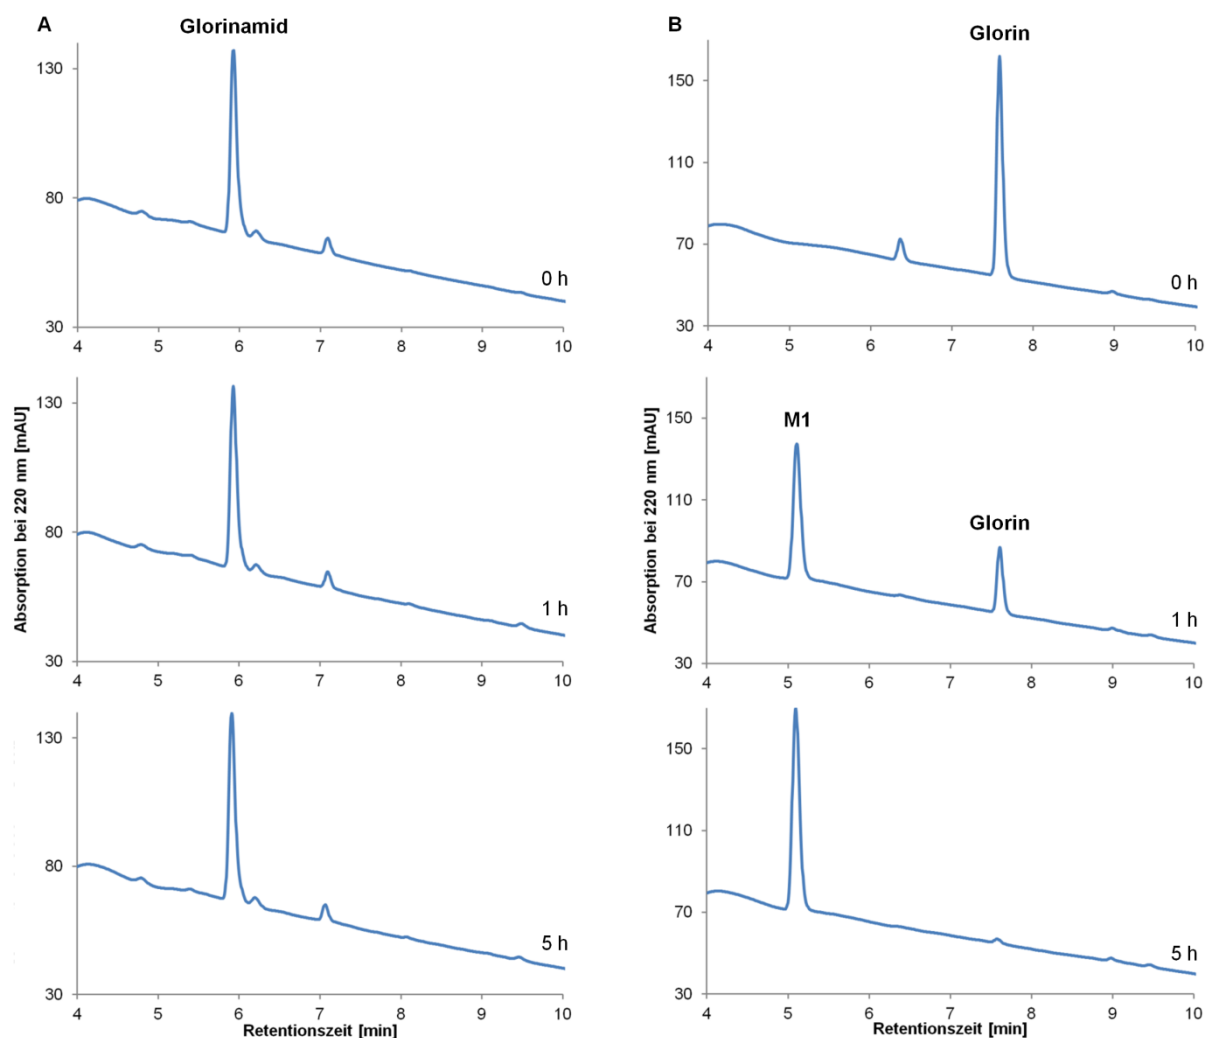 A
Glorinamid
130
80
30
0 h
4 5 6 7 8 9 10
130
80
30
1 h
4 5 6 7 8 9 10
130
80
30
5 h
4 5 6 7 8 9 10
Absorption bei 220 nm [mAU]
Retentionszeit [min]
B
Glorin
150
110
70
30
0 h
4 5 6 7 8 9 10
M1
Glorin
150
110
70
30
1 h
4 5 6 7 8 9 10
150
110
70
30
5 h
4 5 6 7 8 9 10
Absorption bei 220 nm [mAU]
Retentionszeit [min]